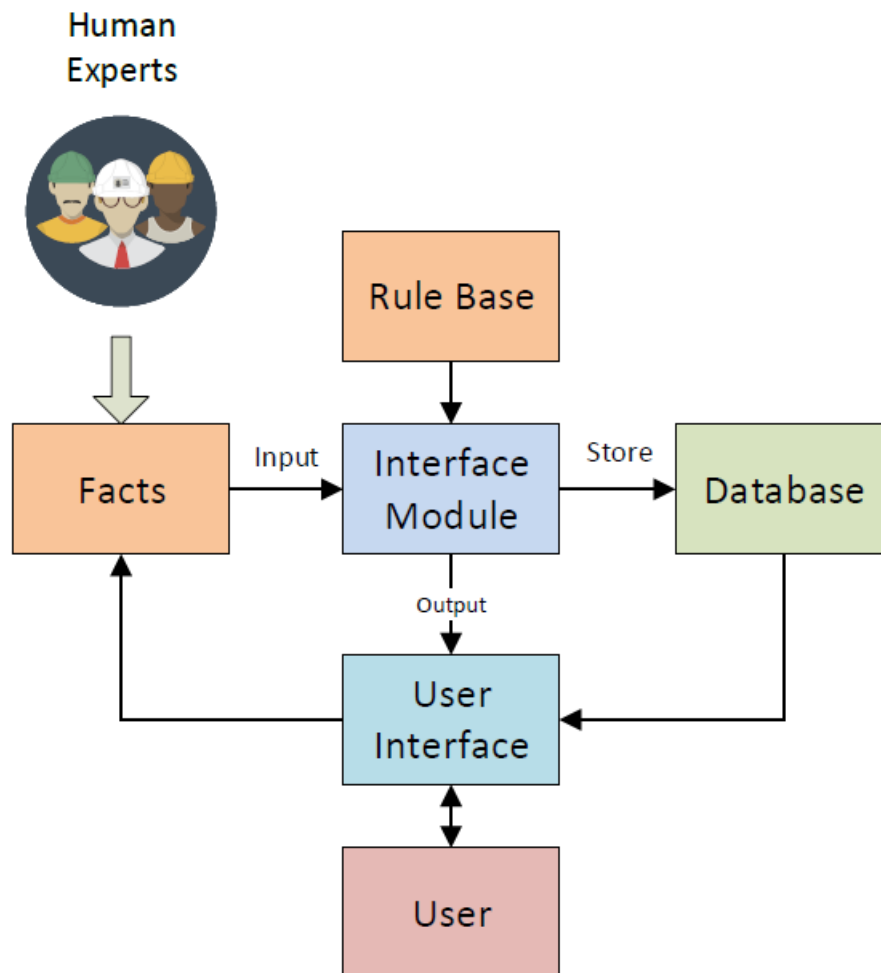 Human
Experts
Rule Base
Facts
Input
Interface
Module
Store
Database
Output
User
Interface
User